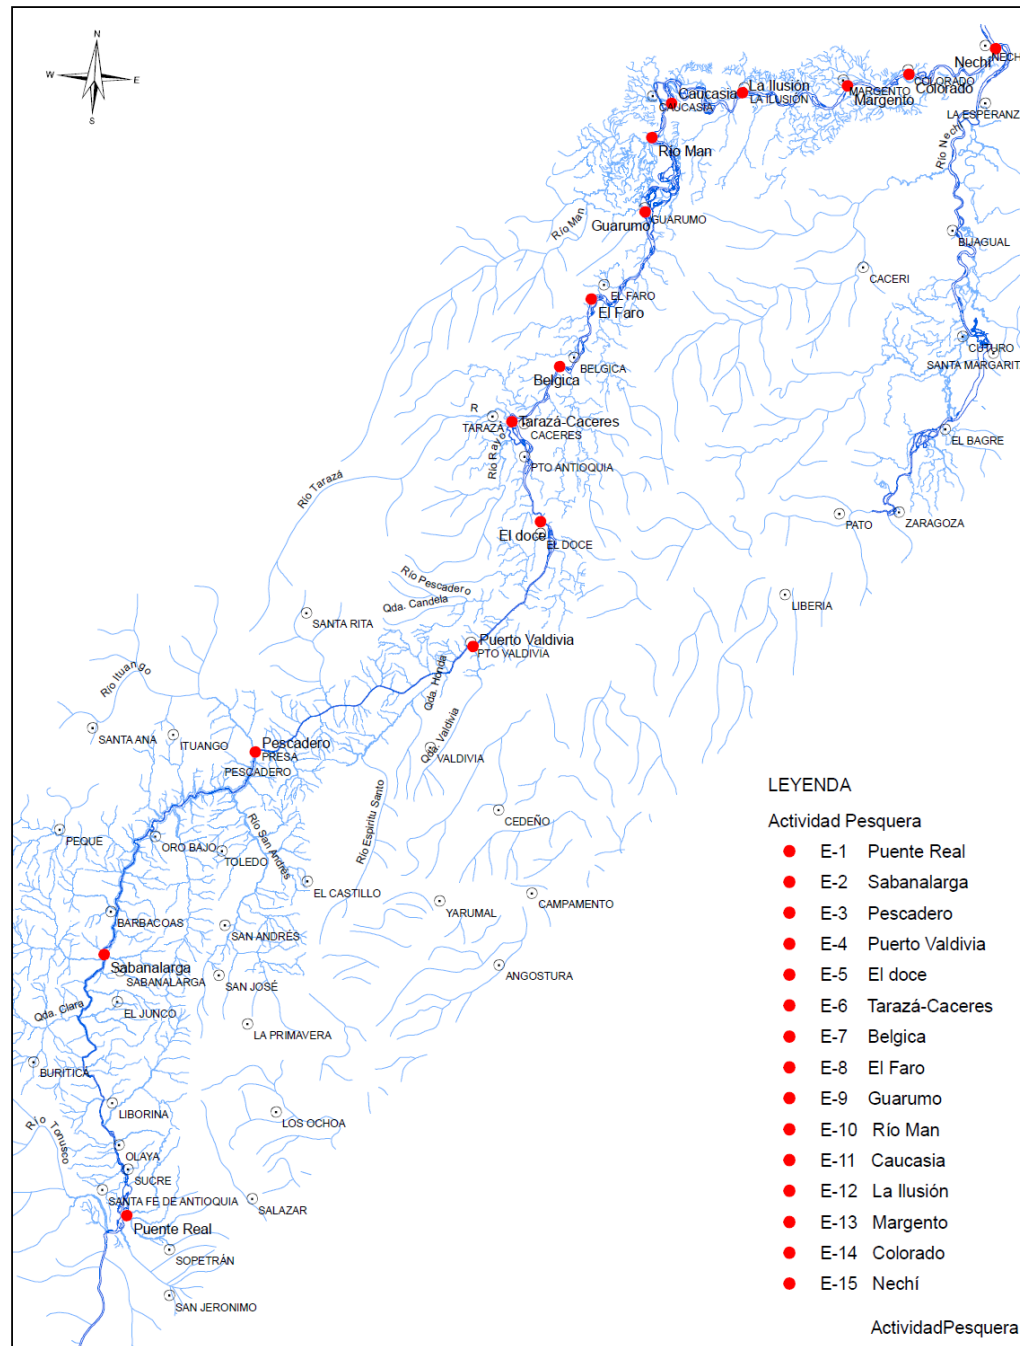 N
W
E
S
Nechí
NECH
COLORADO
Colorado
La Ilusión
LA ILUSION
MARGENTO
Margento
Caucasia
CAUCASIA
LA ESPERANZ
Río Nechí
Río Man
GUARUMO
Guarumo
Río Man
BIJAGUAL
CACERI
EL FARO
El Faro
CUTURO
SANTA MARGARIT
BELGICA
Belgica
R
TARAZÁ
Tarazá-Caceres
CACERES
EL BAGRE
Río Rayo
PTO ANTIOQUIA
Río Tarazá
PATO
ZARAGOZA
El doce
EL DOCE
Río Pescadero
Qda. Candela
LIBERIA
SANTA RITA
Puerto Valdivia
PTO VALDIVIA
Río Ituango
Qda. Honda
SANTA ANA
ITUANGO
Pescadero
PRESA
PESCADERO
Qda. Valdivia
VALDIVIA
LEYENDA
Actividad Pesquera
E-1 Puente Real
E-2 Sabanalarga
E-3 Pescadero
E-4 Puerto Valdivia
E-5 El doce
E-6 Tarazá-Caceres
E-7 Belgica
E-8 El Faro
E-9 Guarumo
E-10 Río Man
E-11 Caucasia
E-12 La Ilusión
E-13 Margento
E-14 Colorado
E-15 Nechí
ActividadPesquera
CEDEÑO
Río Espíritu Santo
Río San Andrés
PEQUE
ORO BAJO
TOLEDO
EL CASTILLO
YARUMAL
CAMPAMENTO
BARBACOAS
SAN ANDRÉS
Sabanalarga
SABANALARGA
SAN JOSÉ
ANGOSTURA
Qda. Clara
EL JUNCO
LA PRIMAVERA
BURITICA
LIBORINA
LOS OCHOA
Río Tonusco
OLAYA
SUCRE
SANTA FE DE ANTIOQUIA
SALAZAR
Puente Real
SOPETRÁN
SAN JERONIMO